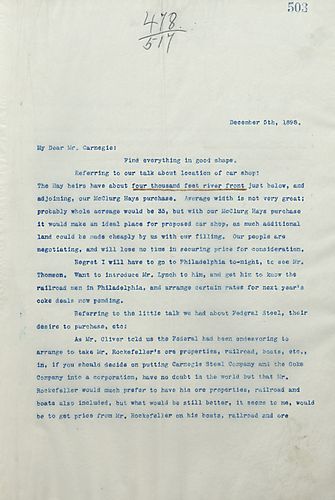 503
478.
517
December 5th, 1898.
My Dear Mr. Carnegie:
Find everything in good shape.
Referring to our talk about location of car shop:
The Hay heirs have about four thousand feet river front just below, and
adjoining, our McClurg Hays purchase. Average width is not very great;
probably whole acreage would be 35, but with our McClurg Hays purchase
it would make an ideal place for proposed car shop, as much additional
land could be made cheaply by us with our filling. Our people are
negotiating, and will lose no time in securing price for consideration.
Regret I will have to go to Philadelphia to-night, to see Mr.
Thomson. Want to introduce Mr. Lynch to him, and get him to know the
railroad men in Philadelphia, and arrange certain rates for next year's
coke deals now pending.
Referring to the little talk we had about Federal Steel, their
desire to purchase, etc:
As Mr. Oliver told us the Federal had been endeavoring to
arrange to take Mr. Rockefeller's ore properties, railroad, boats, etc.,
in, if you should decide on putting Carnegie Steel Company and the Coke
Company into a corporation, have no doubt in the world but that Mr.
Rockefeller would much prefer to have his ore properties, railroad and
boats also included, but what would be still better, it seems to me, would
be to get price from Mr. Rockefeller on his boats, railroad and ore